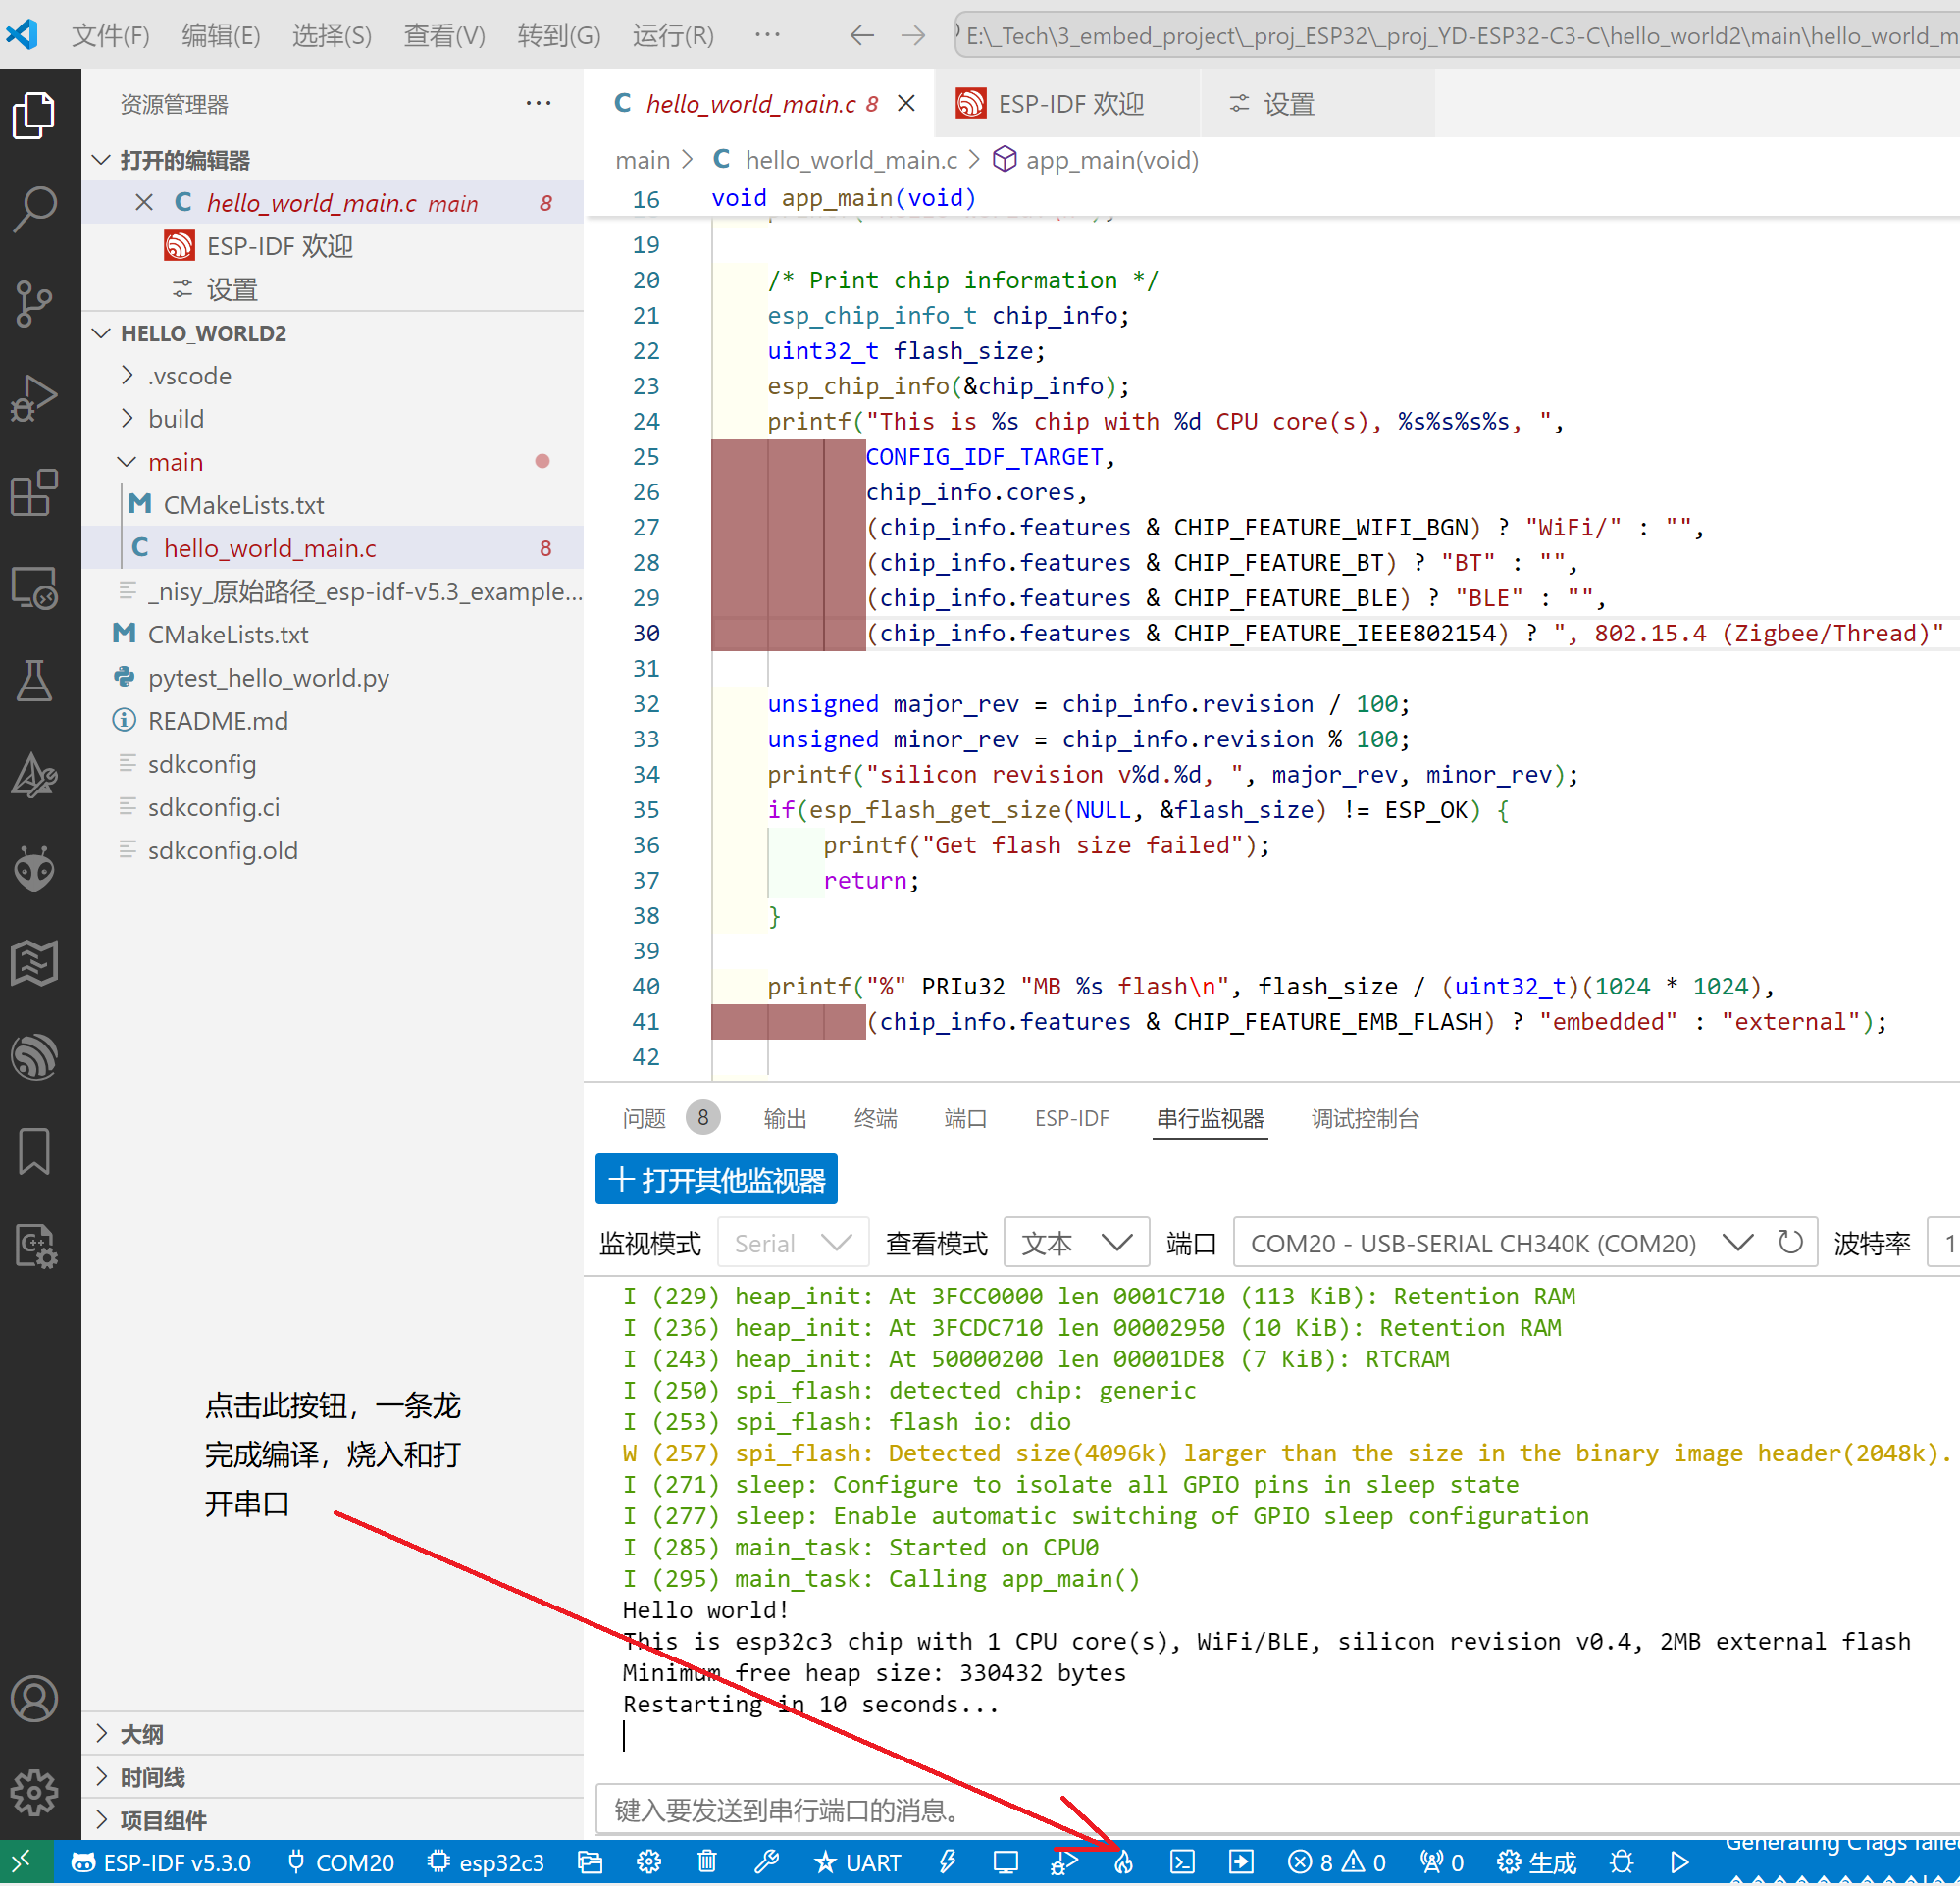 文件(F) 编辑(E) 选择(S) 查看(V) 转到(G) 运行(R) ··· E:\_Tech\3_embed_project\_proj_ESP32\_proj_YD-ESP32-C3-C\hello_world2\main\hello_world_m
资源管理器 ···
打开的编辑器
hello_world_main.c main 8
ESP-IDF 欢迎
设置
HELLO_WORLD2
.vscode
build
main
CMakeLists.txt
hello_world_main.c 8
_nisy_原始路径_esp-idf-v5.3_example...
CMakeLists.txt
pytest_hello_world.py
README.md
sdkconfig
sdkconfig.ci
sdkconfig.old
点击此按钮，一条龙
完成编译，烧入和打
开串口
大纲
时间线
项目组件
hello_world_main.c 8 ESP-IDF 欢迎 设置
main > C hello_world_main.c > app_main(void)
16 void app_main(void)
19
20 /* Print chip information */
21 esp_chip_info_t chip_info;
22 uint32_t flash_size;
23 esp_chip_info(&chip_info);
24 printf("This is %s chip with %d CPU core(s), %s%s%s%s, ",
25 CONFIG_IDF_TARGET,
26 chip_info.cores,
27 (chip_info.features & CHIP_FEATURE_WIFI_BGN) ? "WiFi/" : "",
28 (chip_info.features & CHIP_FEATURE_BT) ? "BT" : "",
29 (chip_info.features & CHIP_FEATURE_BLE) ? "BLE" : "",
30 (chip_info.features & CHIP_FEATURE_IEEE802154) ? ", 802.15.4 (Zigbee/Thread)"
31
32 unsigned major_rev = chip_info.revision / 100;
33 unsigned minor_rev = chip_info.revision % 100;
34 printf("silicon revision v%d.%d, ", major_rev, minor_rev);
35 if(esp_flash_get_size(NULL, &flash_size) != ESP_OK) {
36 printf("Get flash size failed");
37 return;
38 }
39
40 printf("%" PRIu32 "MB %s flash\n", flash_size / (uint32_t)(1024 * 1024),
41 (chip_info.features & CHIP_FEATURE_EMB_FLASH) ? "embedded" : "external");
42
问题 8 输出 终端 端口 ESP-IDF 串行监视器 调试控制台
+ 打开其他监视器
监视模式 Serial 查看模式 文本 端口 COM20 - USB-SERIAL CH340K (COM20) 波特率 1
I (229) heap_init: At 3FCC0000 len 0001C710 (113 KiB): Retention RAM
I (236) heap_init: At 3FCDC710 len 00002950 (10 KiB): Retention RAM
I (243) heap_init: At 50000200 len 00001DE8 (7 KiB): RTCRAM
I (250) spi_flash: detected chip: generic
I (253) spi_flash: flash io: dio
W (257) spi_flash: Detected size(4096k) larger than the size in the binary image header(2048k).
I (271) sleep: Configure to isolate all GPIO pins in sleep state
I (277) sleep: Enable automatic switching of GPIO sleep configuration
I (285) main_task: Started on CPU0
I (295) main_task: Calling app_main()
Hello world!
This is esp32c3 chip with 1 CPU core(s), WiFi/BLE, silicon revision v0.4, 2MB external flash
Minimum free heap size: 330432 bytes
Restarting in 10 seconds...
键入要发送到串行端口的消息。
ESP-IDF v5.3.0 COM20 esp32c3 UART 8 0 0 生成 Generating CTags faile